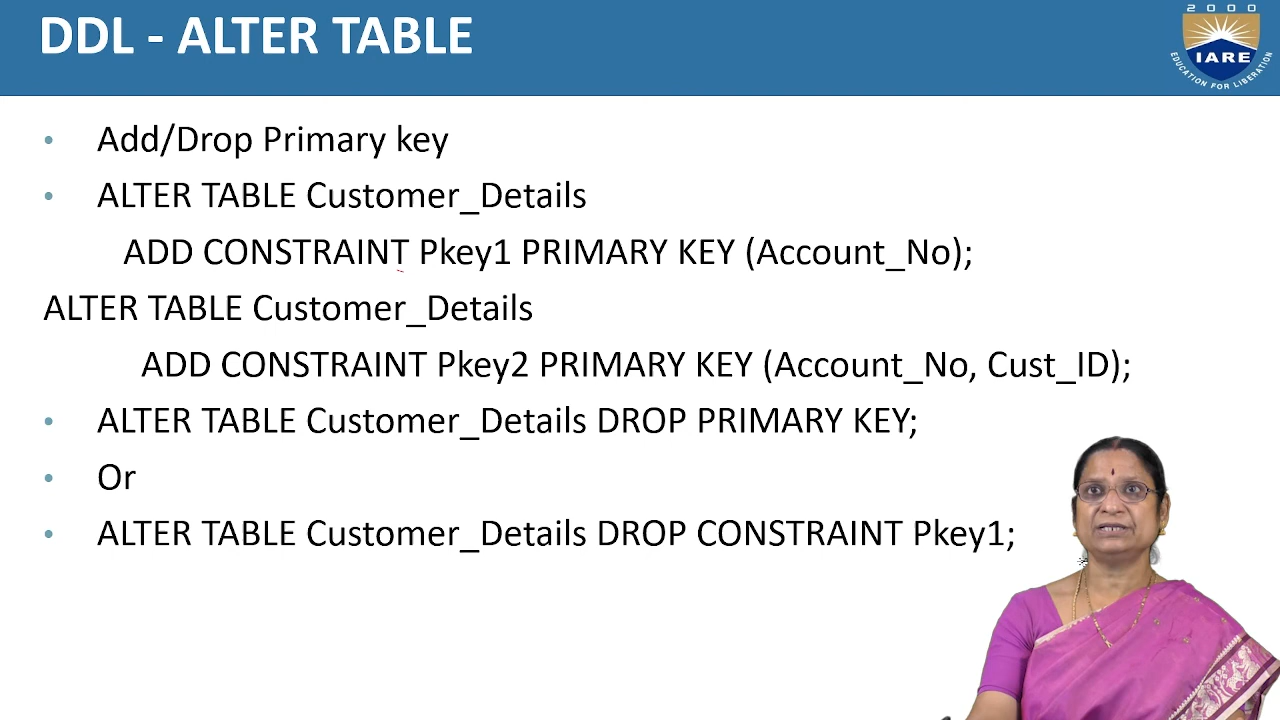 DDL - ALTER TABLE
2000
IARE
EDUCATION FOR LIBERATION
• Add/Drop Primary key
• ALTER TABLE Customer_Details
ADD CONSTRAINT Pkey1 PRIMARY KEY (Account_No);
ALTER TABLE Customer_Details
ADD CONSTRAINT Pkey2 PRIMARY KEY (Account_No, Cust_ID);
• ALTER TABLE Customer_Details DROP PRIMARY KEY;
• Or
• ALTER TABLE Customer_Details DROP CONSTRAINT Pkey1;